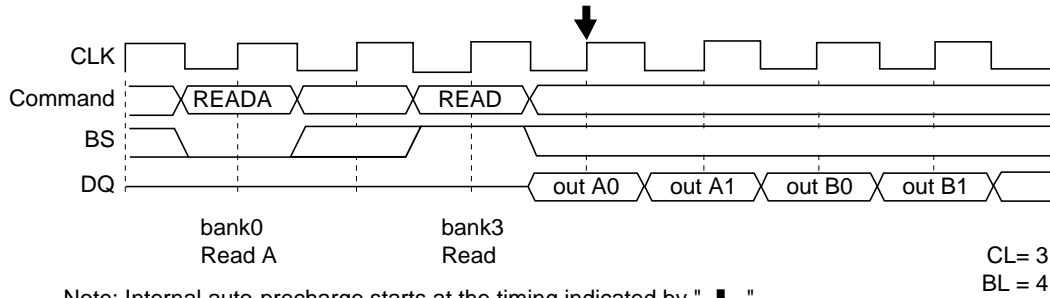 CLK
Command READA READ
BS
DQ out A0 out A1 out B0 out B1
bank0 bank3
Read A Read CL= 3
BL = 4
Note: Internal auto-precharge starts at the timing indicated by " ".